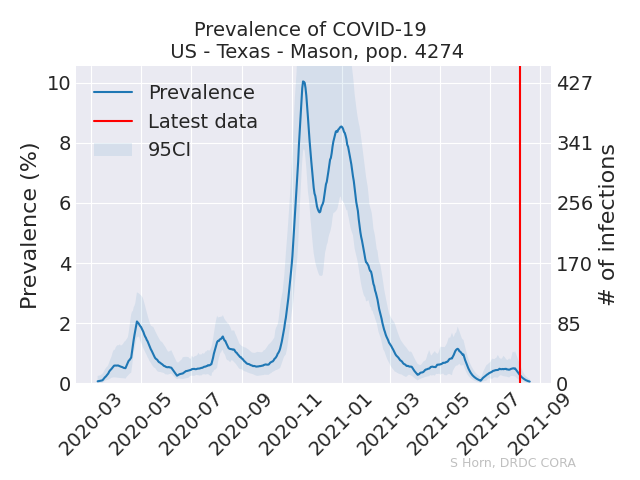 Prevalence of COVID-19
US - Texas - Mason, pop. 4274
Prevalence
Latest data
95CI
Prevalence (%)
10
8
6
4
2
0
427
341
256
170
85
0
# of infections
2020-03
2020-05
2020-07
2020-09
2020-11
2021-01
2021-03
2021-05
2021-07
2021-09
S Horn, DRDC CORA